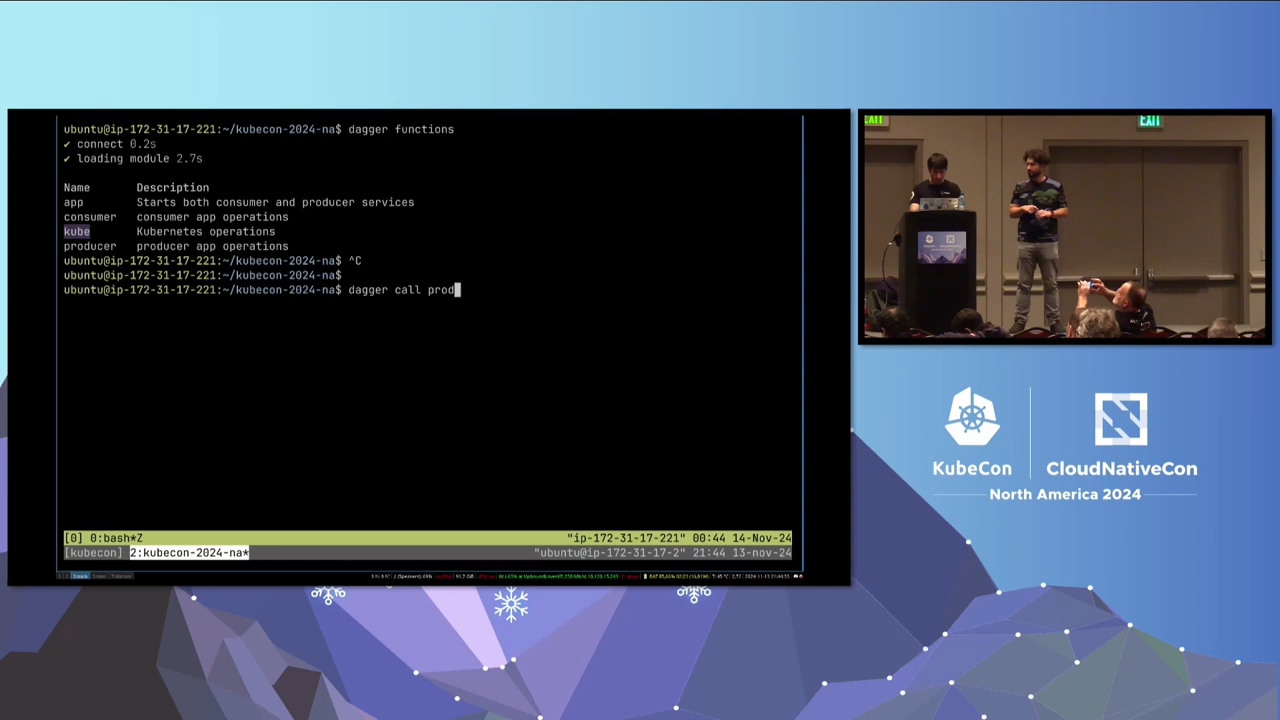 ubuntu@ip-172-31-17-221:~/kubecon-2024-na$ dagger functions
✔ connect 0.2s
✔ loading module 2.7s
Name Description
app Starts both consumer and producer services
consumer consumer app operations
kube Kubernetes operations
producer producer app operations
ubuntu@ip-172-31-17-221:~/kubecon-2024-na$ ^C
ubuntu@ip-172-31-17-221:~/kubecon-2024-na$
ubuntu@ip-172-31-17-221:~/kubecon-2024-na$ dagger call prod
[0] 0:bash*Z "ip-172-31-17-221" 00:44 14-Nov-24
[kubecon] 2:kubecon-2024-na* "ubuntu@ip-172-31-17-2" 21:44 13-nov-24
EXIT
EXIT
KubeCon CloudNativeCon
North America 2024